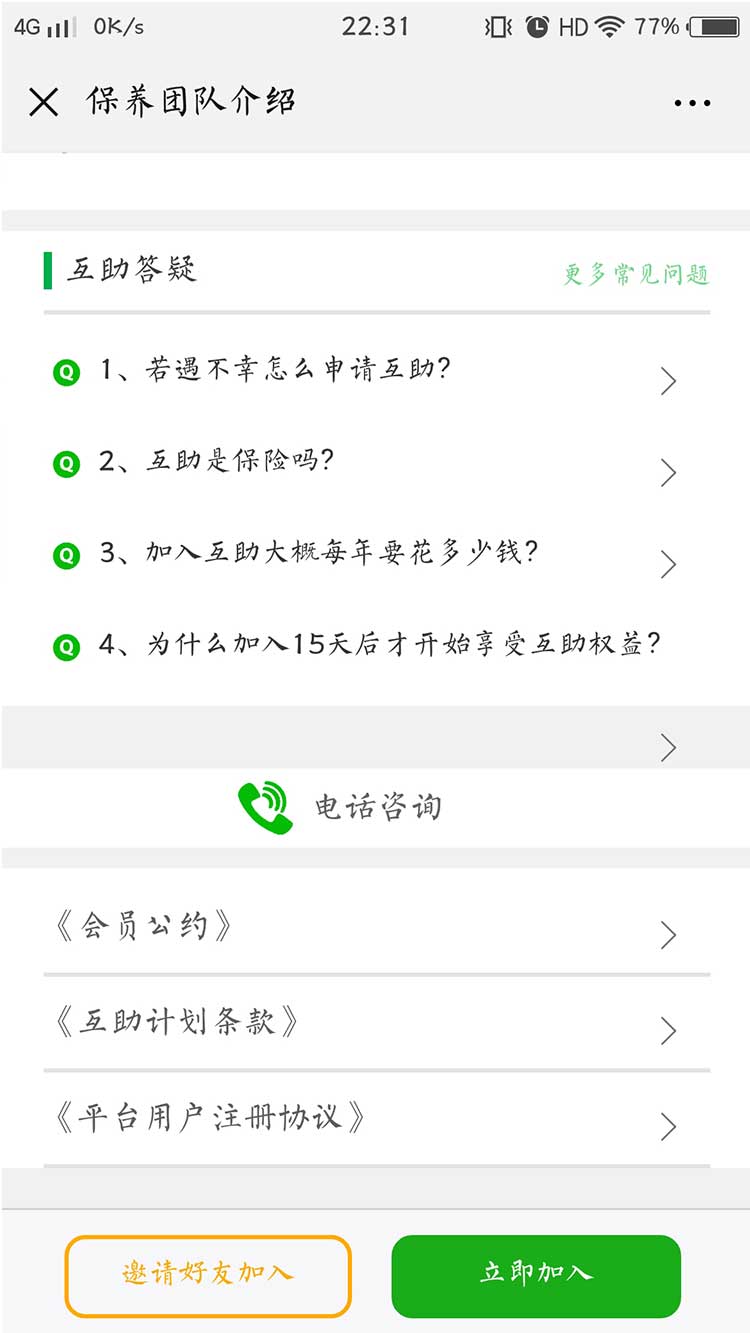 4G 0K/s 22:31 HD 77%
保养团队介绍
互助答疑 更多常见问题
Q 1、若遇不幸怎么申请互助?
Q 2、互助是保险吗?
Q 3、加入互助大概每年要花多少钱?
Q 4、为什么加入15天后才开始享受互助权益?
电话咨询
《会员公约》
《互助计划条款》
《平台用户注册协议》
邀请好友加入 立即加入